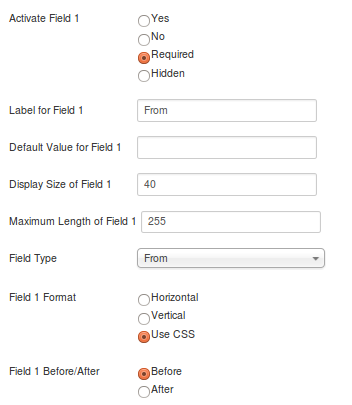 Activate Field 1
Yes
No
Required
Hidden
Label for Field 1 From
Default Value for Field 1
Display Size of Field 1 40
Maximum Length of Field 1 255
Field Type From
Field 1 Format
Horizontal
Vertical
Use CSS
Field 1 Before/After
Before
After